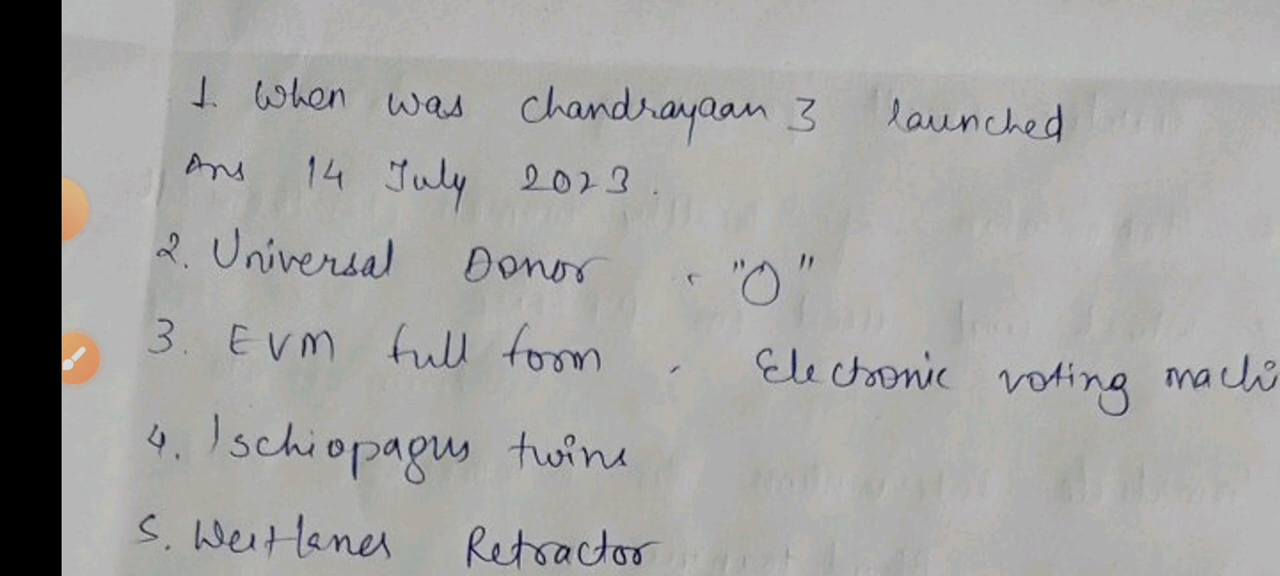 1. When was Chandrayaan 3 launched
Ans 14 July 2023.
2. Universal Donor - "O"
3. EVM full form - Electronic voting machi
4. Ischiopagus twins
5. Weitlaner Retractor